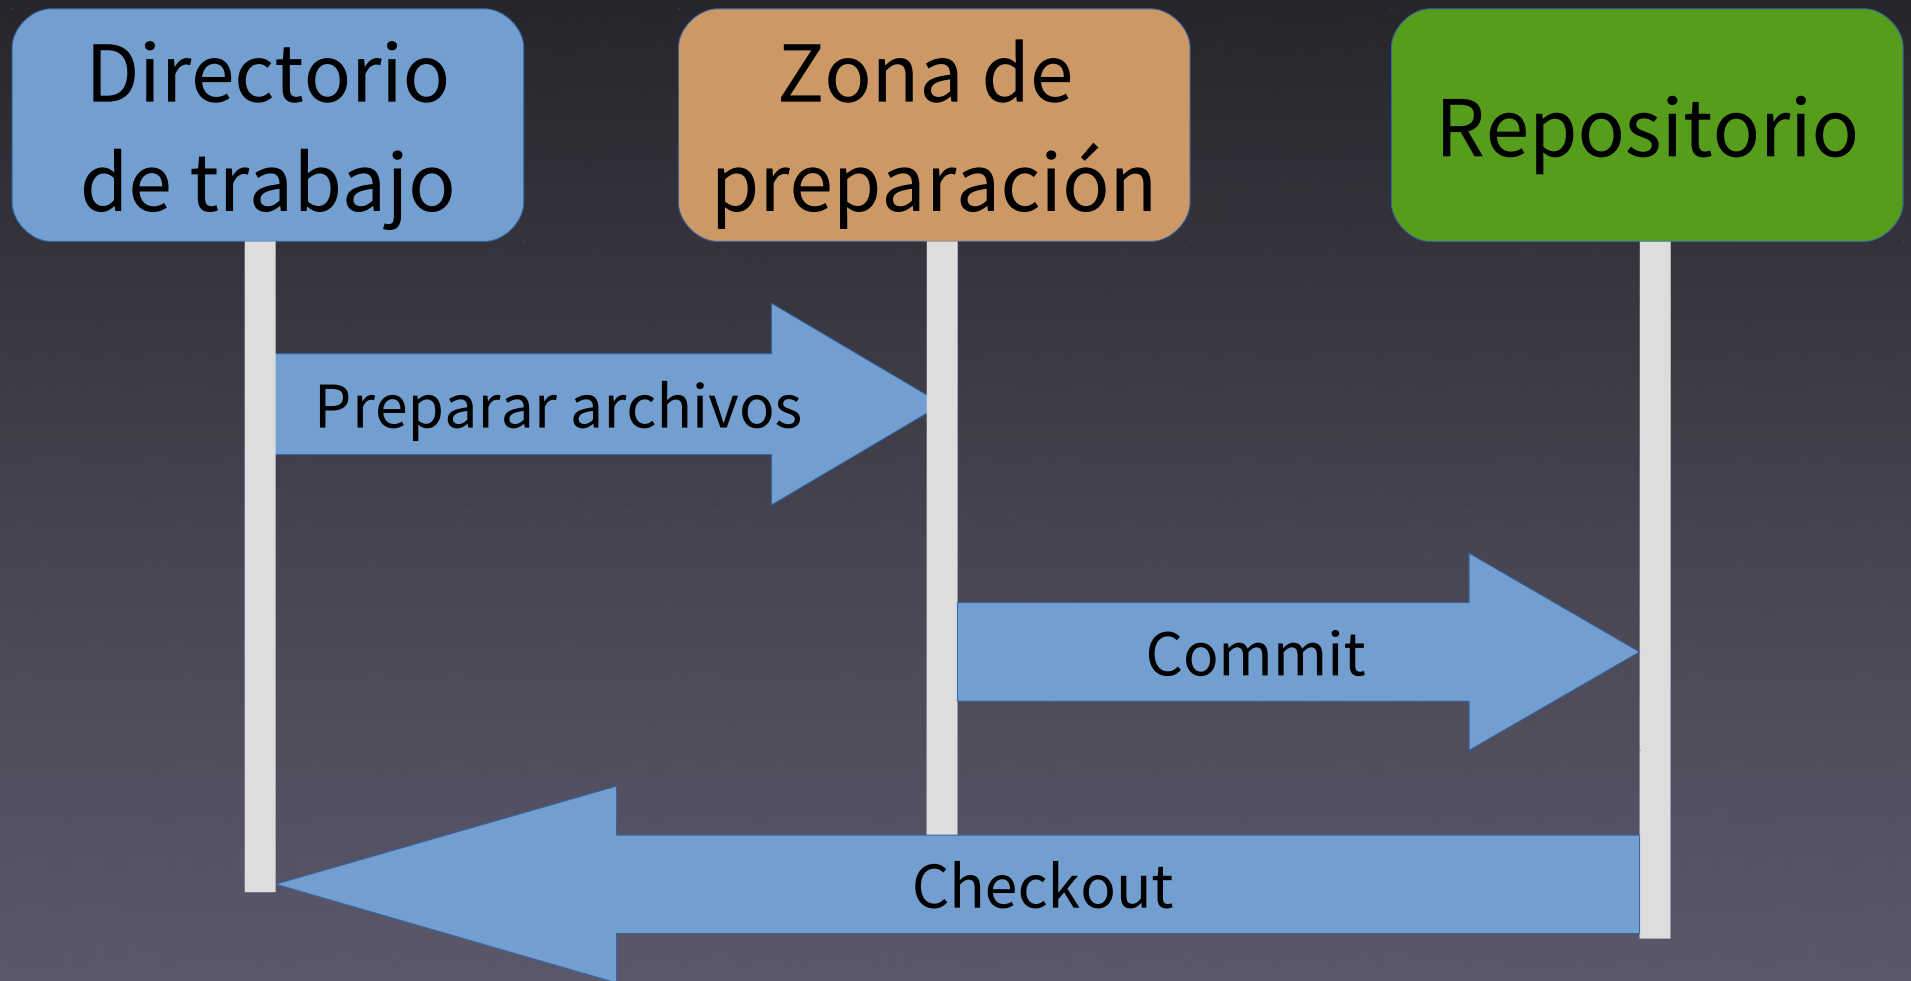 Directorio
de trabajo
Zona de
preparación
Repositorio
Preparar archivos
Commit
Checkout